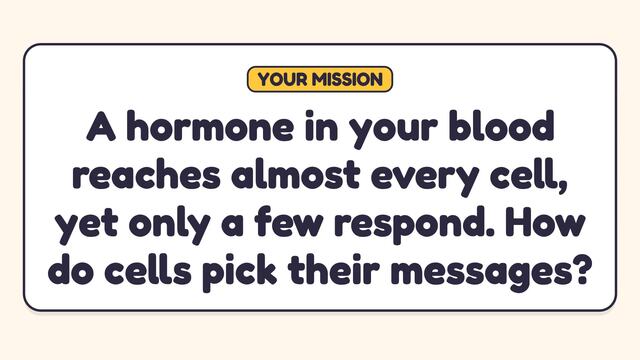 YOUR MISSION
A hormone in your blood
reaches almost every cell,
yet only a few respond. How
do cells pick their messages?